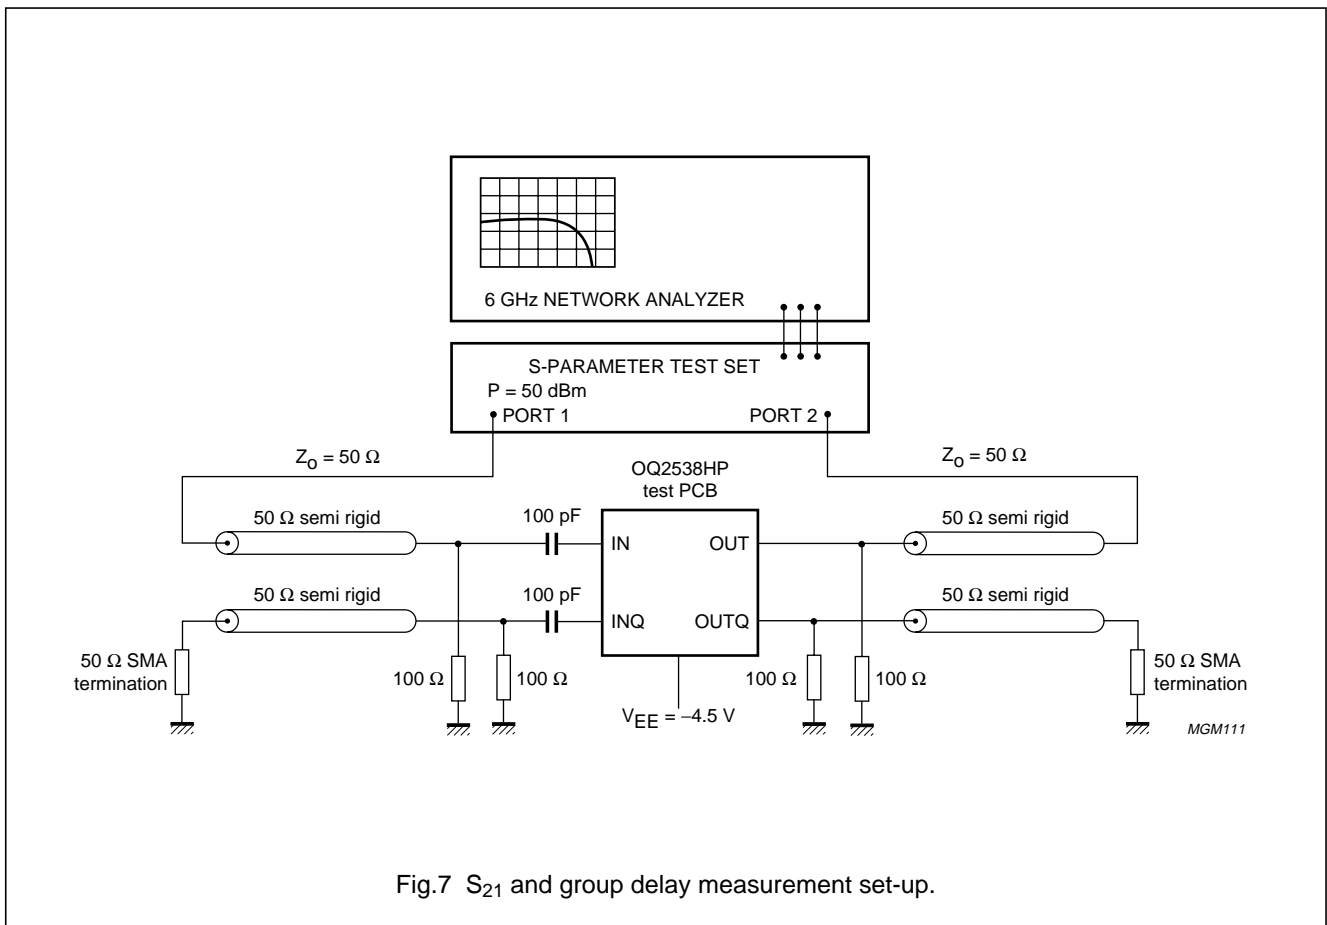 6 GHz NETWORK ANALYZER
S-PARAMETER TEST SET
P = 50 dBm
PORT 1
PORT 2
Zo = 50 Ω
Zo = 50 Ω
OQ2538HP
test PCB
50 Ω semi rigid
100 pF
IN
OUT
50 Ω semi rigid
50 Ω semi rigid
100 pF
INQ
OUTQ
50 Ω semi rigid
50 Ω SMA
termination
100 Ω
100 Ω
100 Ω
100 Ω
50 Ω SMA
termination
VEE = −4.5 V
MGM111
Fig.7 S21 and group delay measurement set-up.